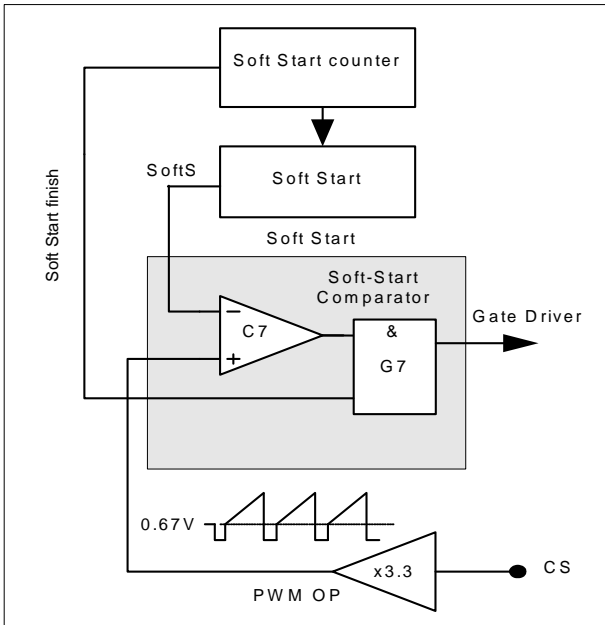 Soft Start counter
Soft Start finish
SoftS
Soft Start
Soft Start
Soft-Start
Comparator
Gate Driver
−
C7
+
&
G7
0.67V
x3.3
CS
PWM OP